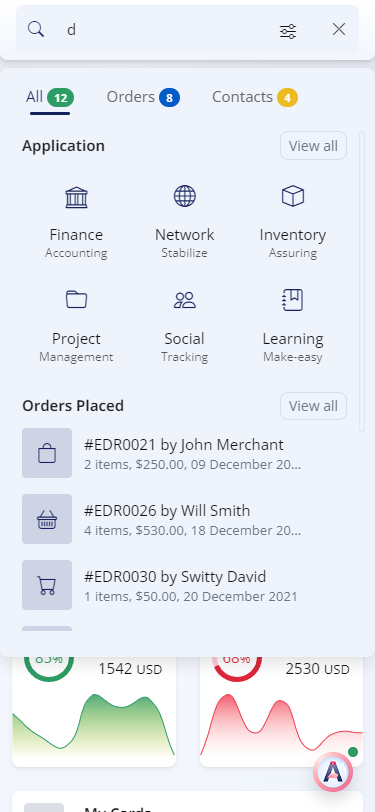 d
All 12 Orders 8 Contacts 4
Application View all
Finance Network Inventory
Accounting Stabilize Assuring
Project Social Learning
Management Tracking Make-easy
Orders Placed View all
#EDR0021 by John Merchant
2 items, $250.00, 09 December 20...
#EDR0026 by Will Smith
4 items, $530.00, 18 December 20...
#EDR0030 by Switty David
1 items, $50.00, 20 December 2021
85% 68%
1542 USD 2530 USD
A
My Cards